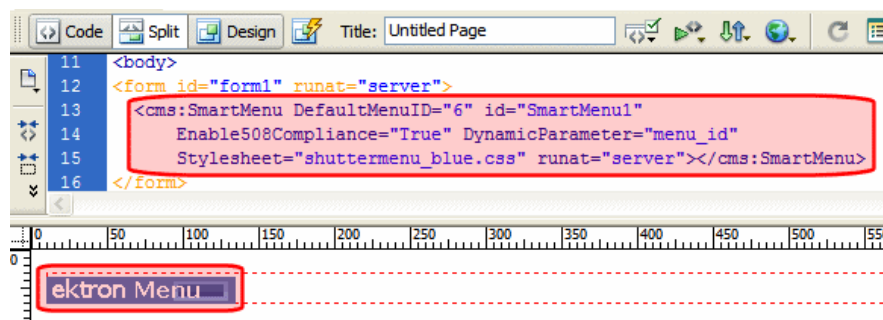 Code Split Design Title: Untitled Page
11 <body>
12 <form id="form1" runat="server">
13 <cms:SmartMenu DefaultMenuID="6" id="SmartMenu1"
14 Enable508Compliance="True" DynamicParameter="menu_id"
15 Stylesheet="shuttermenu_blue.css" runat="server"></cms:SmartMenu>
16 </form>
0 50 100 150 200 250 300 350 400 450 500 55
0
ektron Menu